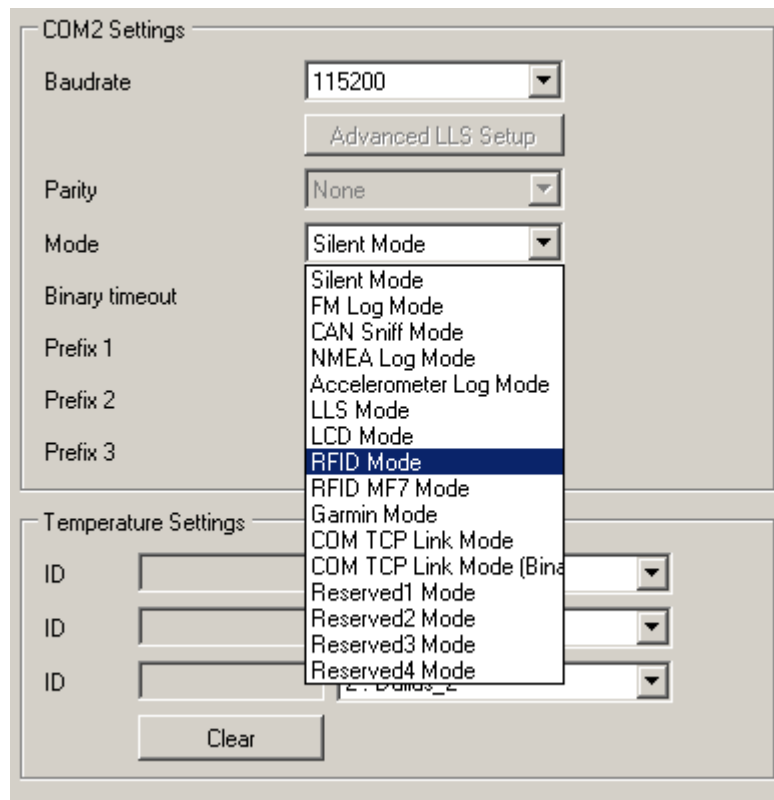 COM2 Settings
Baudrate 115200
Advanced LLS Setup
Parity None
Mode Silent Mode
Silent Mode
Binary timeout
FM Log Mode
CAN Sniff Mode
Prefix 1
NMEA Log Mode
Accelerometer Log Mode
Prefix 2
LLS Mode
LCD Mode
Prefix 3
RFID Mode
RFID MF7 Mode
Temperature Settings
Garmin Mode
COM TCP Link Mode
ID
COM TCP Link Mode (Bina
Reserved1 Mode
ID
Reserved2 Mode
Reserved3 Mode
ID
Reserved4 Mode
Clear